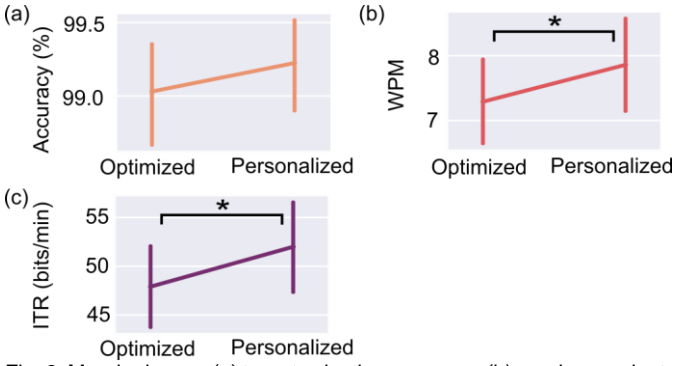 (a)
99.5
99.0
Accuracy (%)
Optimized Personalized
(b)
*
8
7
WPM
Optimized Personalized
(c)
*
55
50
45
ITR (bits/min)
Optimized Personalized